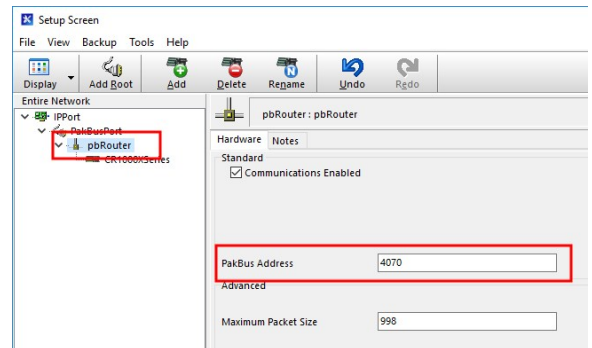 Setup Screen
File View Backup Tools Help
Display Add Root Add Delete Rename Undo Redo
Entire Network
IPPort
PakBusPort
pbRouter
CR1000XSeries
pbRouter : pbRouter
Hardware Notes
Standard
Communications Enabled
PakBus Address 4070
Advanced
Maximum Packet Size 998